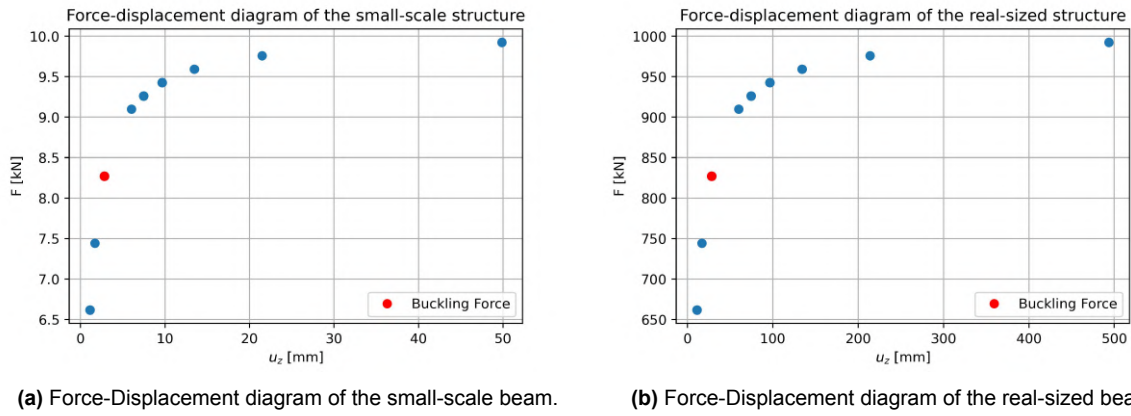 Force-displacement diagram of the small-scale structure
10.0
9.5
9.0
8.5
8.0
7.5
7.0
6.5
F [kN]
Buckling Force
0 10 20 30 40 50
u_z [mm]
(a) Force-Displacement diagram of the small-scale beam.
Force-displacement diagram of the real-sized structure
1000
950
900
850
800
750
700
650
F [kN]
Buckling Force
0 100 200 300 400 500
u_z [mm]
(b) Force-Displacement diagram of the real-sized bea